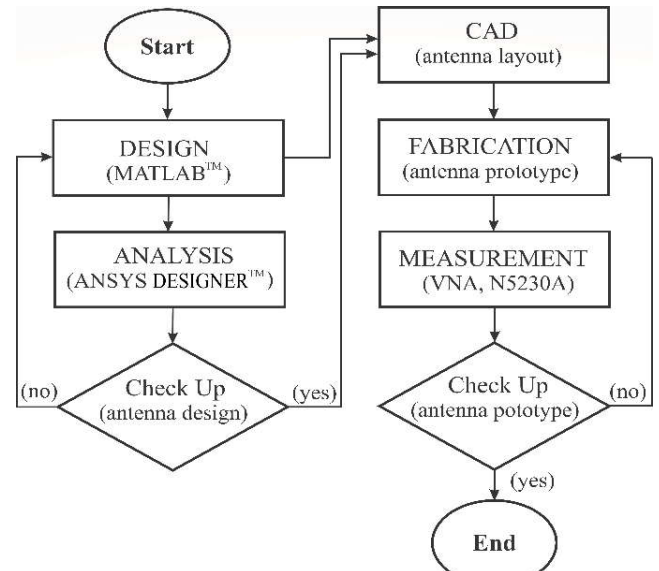 Start
DESIGN
(MATLAB™)
ANALYSIS
(ANSYS DESIGNER™)
(no)
Check Up
(antenna design)
(yes)
CAD
(antenna layout)
FABRICATION
(antenna prototype)
MEASUREMENT
(VNA, N5230A)
Check Up
(antenna pototype)
(no)
(yes)
End